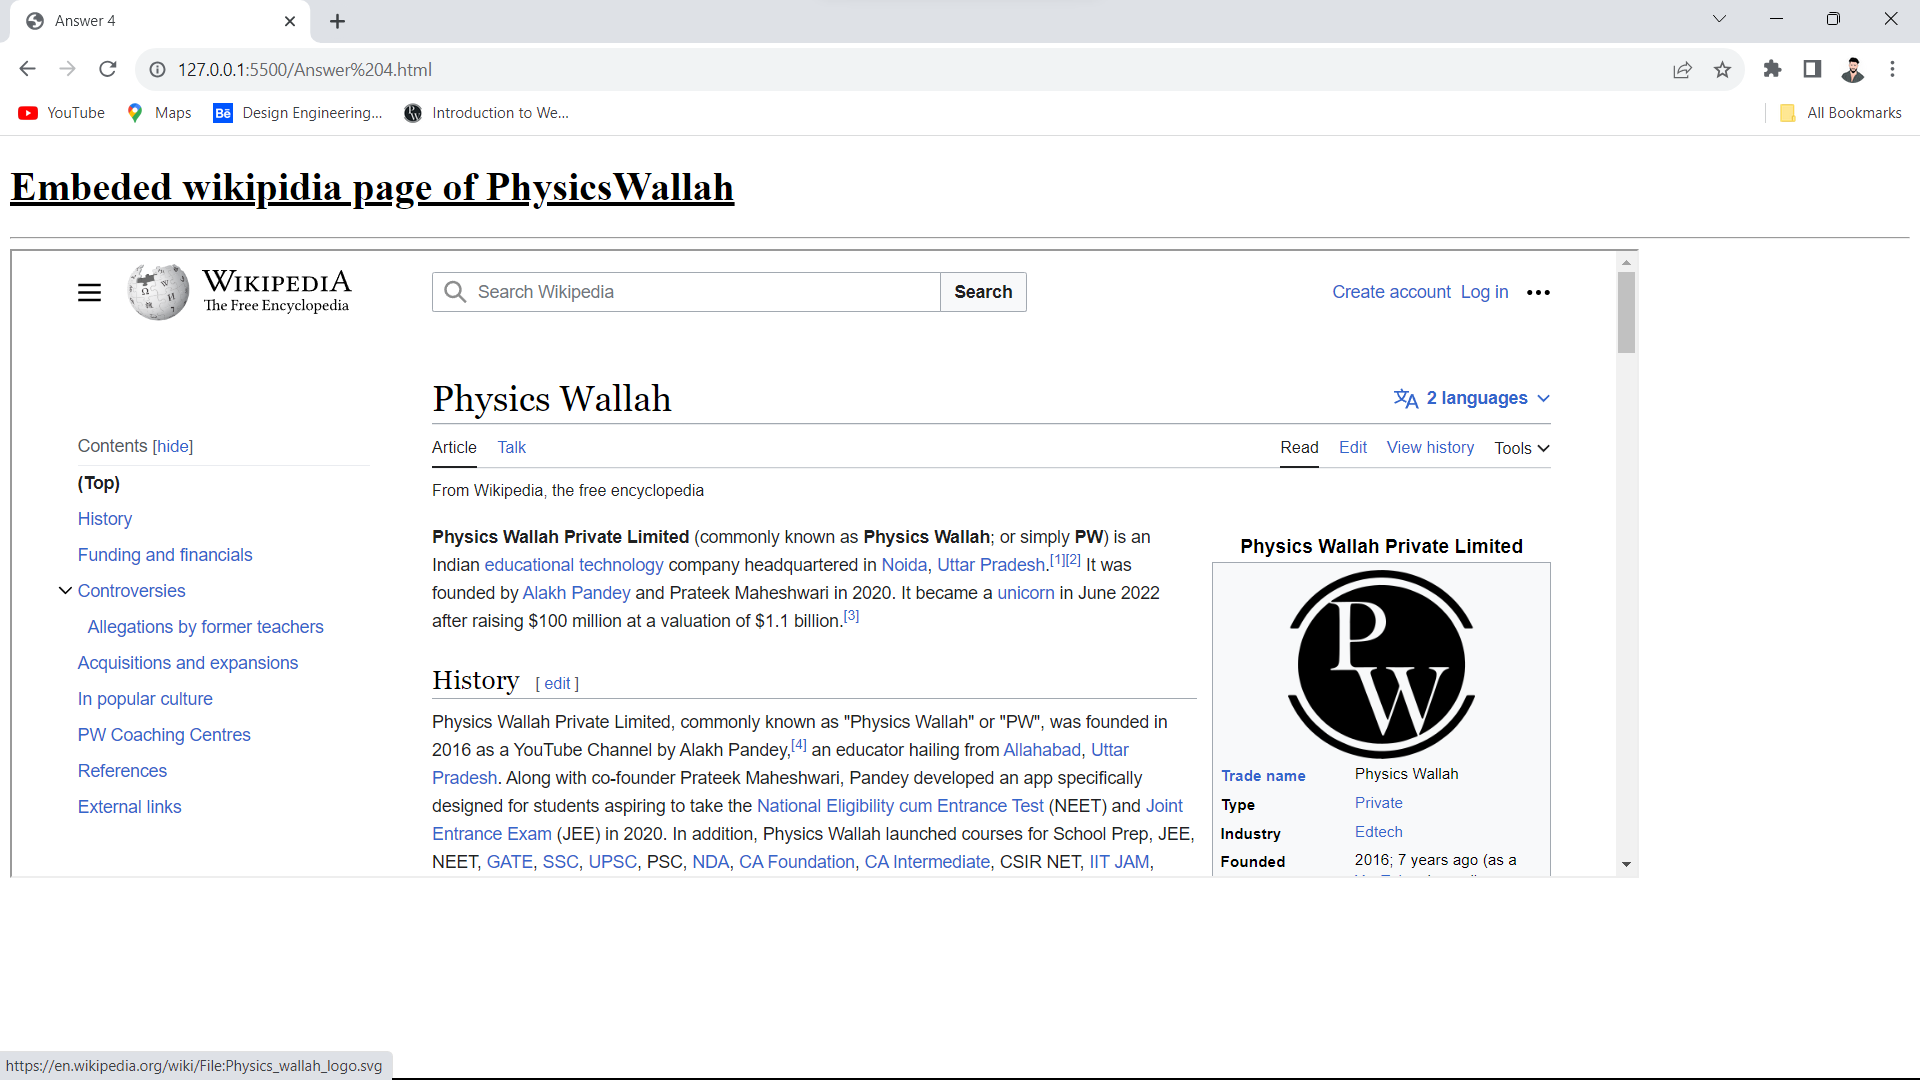 Answer 4
127.0.0.1:5500/Answer%204.html
YouTube
Maps
Bē Design Engineering...
Introduction to We...
All Bookmarks
Embeded wikipidia page of PhysicsWallah
WIKIPEDIA
The Free Encyclopedia
Search Wikipedia
Search
Create account Log in
Physics Wallah
2 languages
Contents [hide]
(Top)
History
Funding and financials
Controversies
Allegations by former teachers
Acquisitions and expansions
In popular culture
PW Coaching Centres
References
External links
Article Talk
Read Edit View history Tools
From Wikipedia, the free encyclopedia
Physics Wallah Private Limited (commonly known as Physics Wallah; or simply PW) is an
Indian educational technology company headquartered in Noida, Uttar Pradesh.[1][2] It was
founded by Alakh Pandey and Prateek Maheshwari in 2020. It became a unicorn in June 2022
after raising $100 million at a valuation of $1.1 billion.[3]
History [ edit ]
Physics Wallah Private Limited, commonly known as "Physics Wallah" or "PW", was founded in
2016 as a YouTube Channel by Alakh Pandey,[4] an educator hailing from Allahabad, Uttar
Pradesh. Along with co-founder Prateek Maheshwari, Pandey developed an app specifically
designed for students aspiring to take the National Eligibility cum Entrance Test (NEET) and Joint
Entrance Exam (JEE) in 2020. In addition, Physics Wallah launched courses for School Prep, JEE,
NEET, GATE, SSC, UPSC, PSC, NDA, CA Foundation, CA Intermediate, CSIR NET, IIT JAM,
Physics Wallah Private Limited
P
W
Trade name Physics Wallah
Type Private
Industry Edtech
Founded 2016; 7 years ago (as a
https://en.wikipedia.org/wiki/File:Physics_wallah_logo.svg